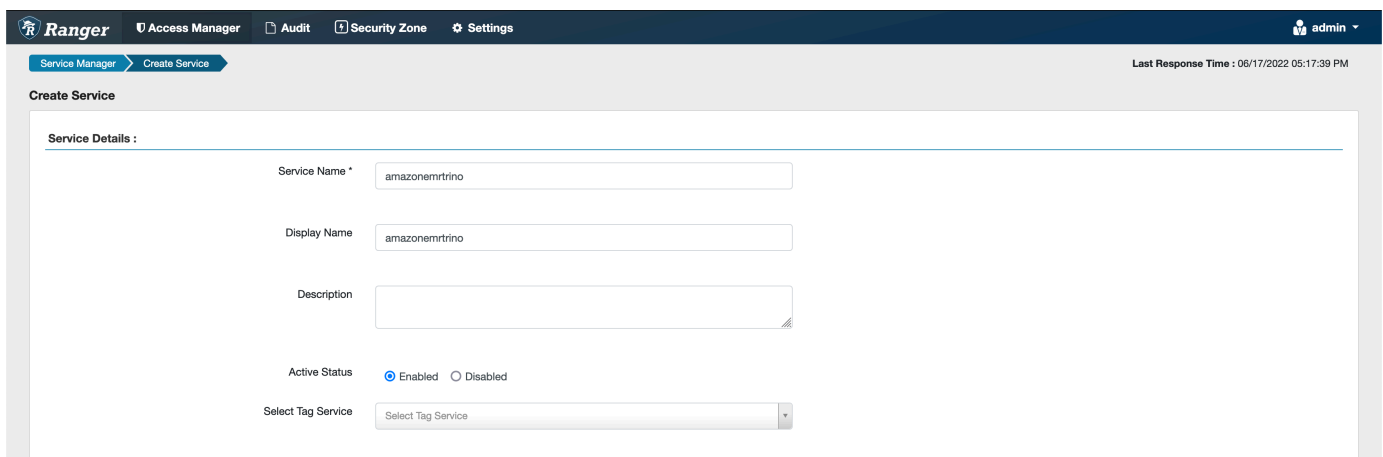 Ranger Access Manager Audit Security Zone Settings admin
Service Manager Create Service Last Response Time : 06/17/2022 05:17:39 PM
Create Service
Service Details :
Service Name * amazonemrtrino
Display Name amazonemrtrino
Description
Active Status Enabled Disabled
Select Tag Service Select Tag Service